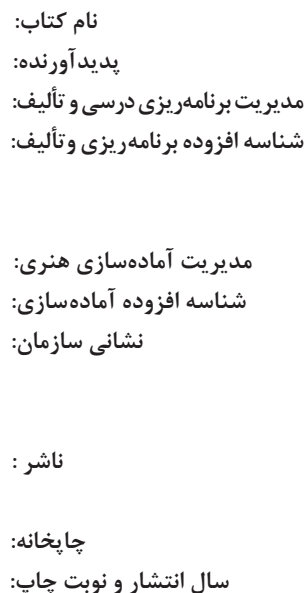 نام کتاب:
پدیدآورنده:
مدیریت برنامه‌ریزی درسی و تألیف:
شناسه افزوده برنامه‌ریزی وتألیف:
مدیریت آماده‌سازی هنری:
شناسه افزوده آماده‌سازی:
نشانی سازمان:
ناشر :
چاپخانه:
سال انتشار و نوبت چاپ: